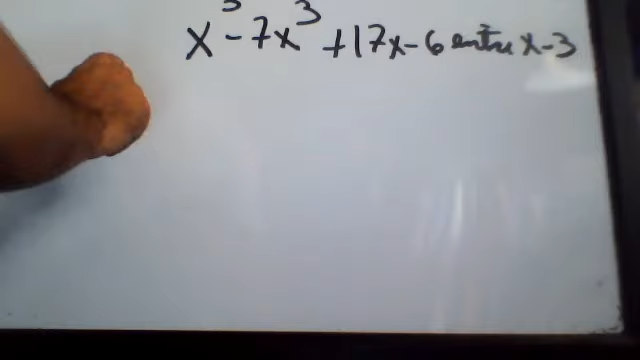 x³ - 7x³ + 17x - 6 entre x - 3